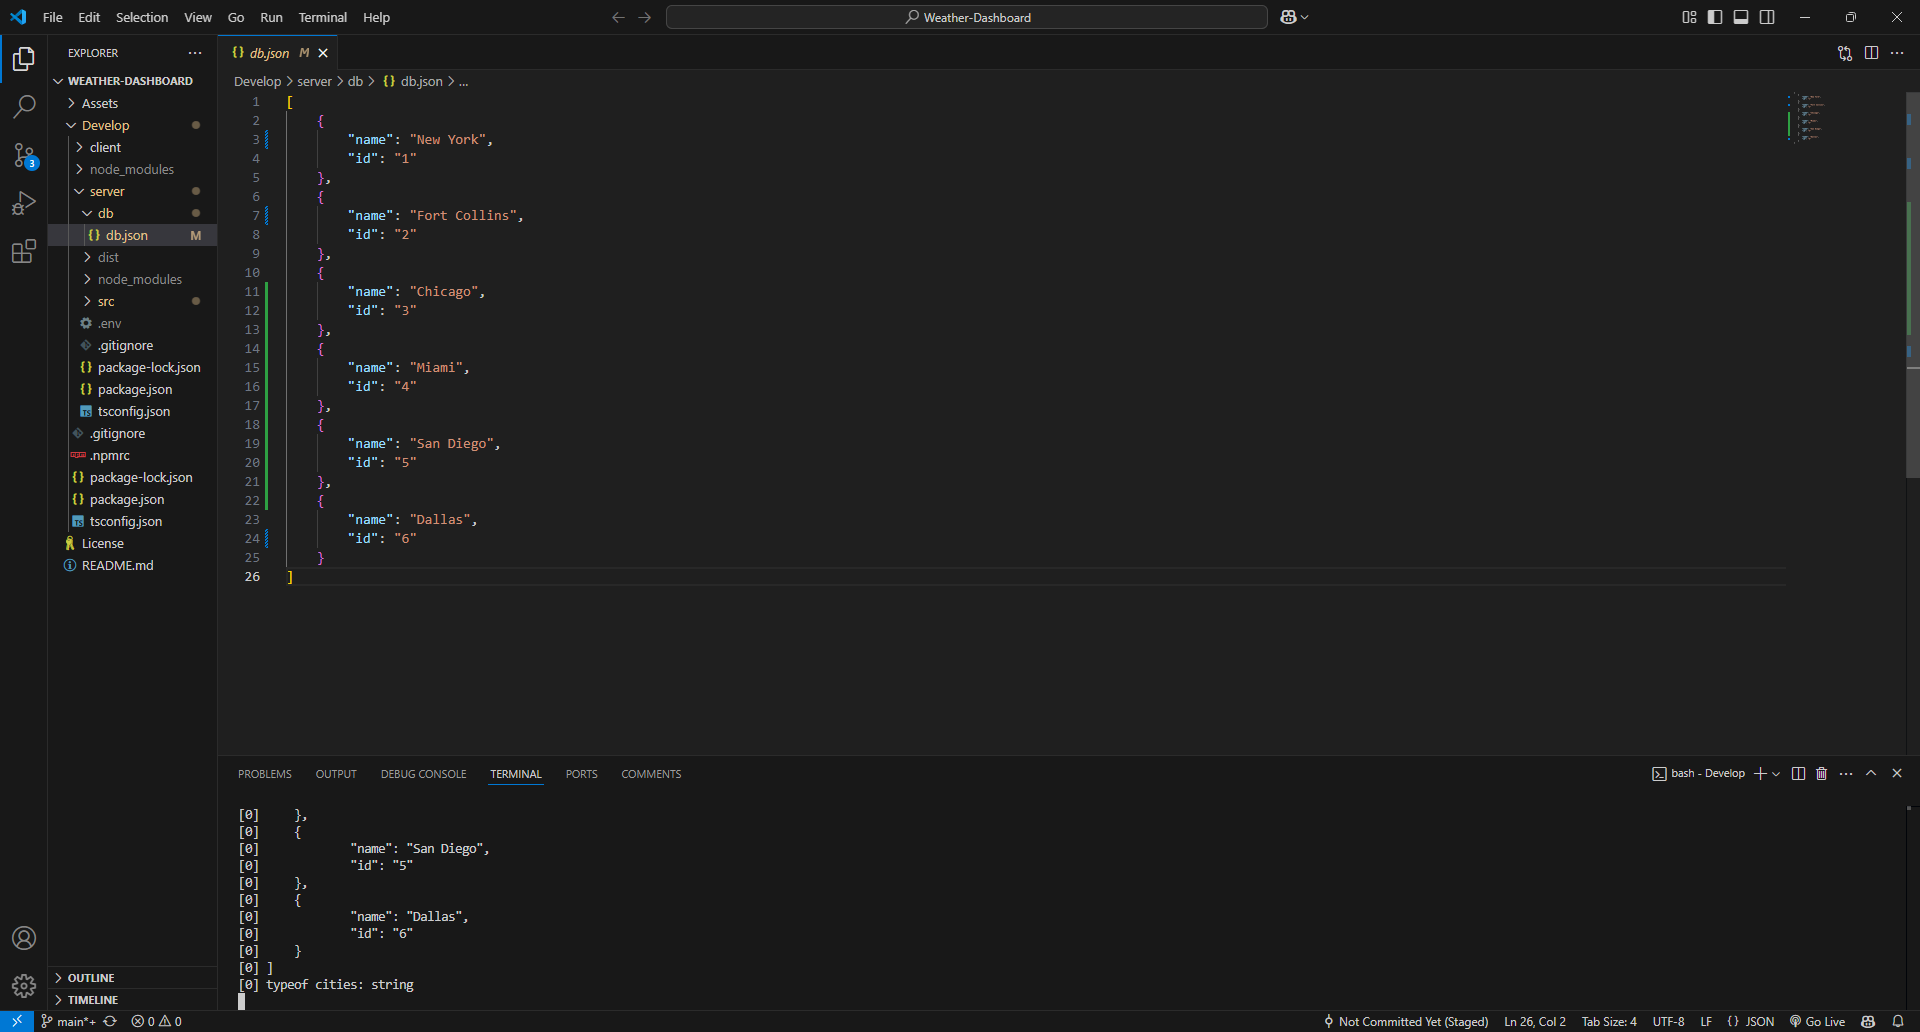 File Edit Selection View Go Run Terminal Help
Weather-Dashboard
EXPLORER
WEATHER-DASHBOARD
Assets
Develop
client
node_modules
server
db
{} db.json M
dist
node_modules
src
.env
.gitignore
{} package-lock.json
{} package.json
TS tsconfig.json
.gitignore
.npmrc
{} package-lock.json
{} package.json
TS tsconfig.json
License
README.md
OUTLINE
TIMELINE
3
{} db.json M
Develop > server > db > {} db.json > ...
1 [
2 {
3 "name": "New York",
4 "id": "1"
5 },
6 {
7 "name": "Fort Collins",
8 "id": "2"
9 },
10 {
11 "name": "Chicago",
12 "id": "3"
13 },
14 {
15 "name": "Miami",
16 "id": "4"
17 },
18 {
19 "name": "San Diego",
20 "id": "5"
21 },
22 {
23 "name": "Dallas",
24 "id": "6"
25 }
26 ]
PROBLEMS OUTPUT DEBUG CONSOLE TERMINAL PORTS COMMENTS
bash - Develop
[0] },
[0] {
[0] "name": "San Diego",
[0] "id": "5"
[0] },
[0] {
[0] "name": "Dallas",
[0] "id": "6"
[0] }
[0] ]
[0] typeof cities: string
main*+ 0 0 Not Committed Yet (Staged) Ln 26, Col 2 Tab Size: 4 UTF-8 LF {} JSON Go Live